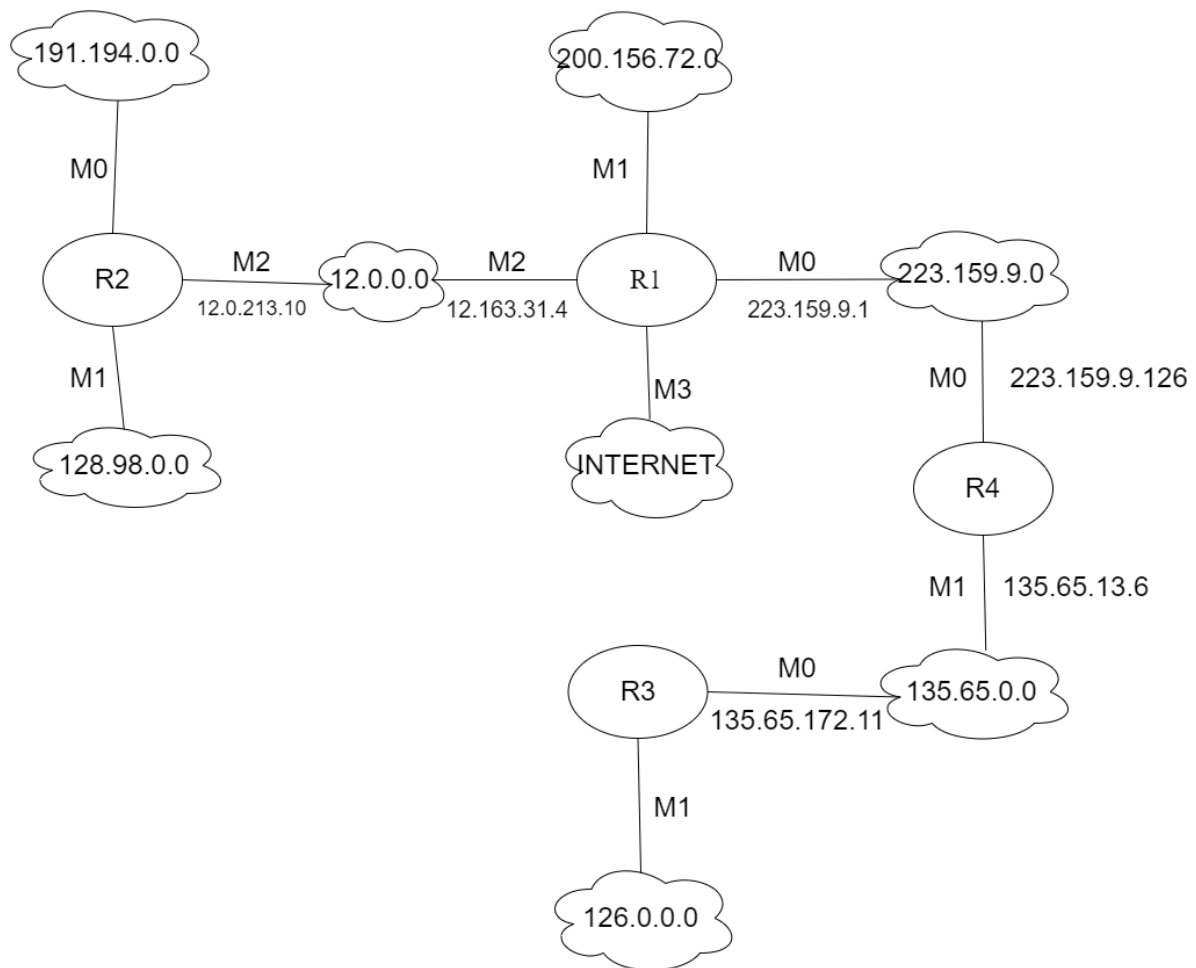 191.194.0.0
200.156.72.0
M0
M1
R2
M2
12.0.213.10
12.0.0.0
M2
12.163.31.4
R1
M0
223.159.9.1
223.159.9.0
M1
M3
M0
223.159.9.126
128.98.0.0
INTERNET
R4
M1
135.65.13.6
R3
M0
135.65.172.11
135.65.0.0
M1
126.0.0.0